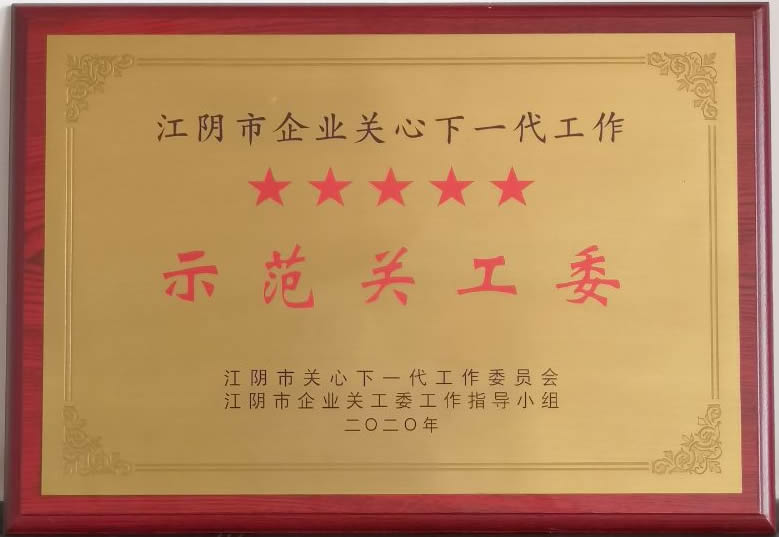 江阴市企业关心下一代工作
★★★★★
示范关工委
江阴市关心下一代工作委员会
江阴市企业关工委工作指导小组
二〇二〇年